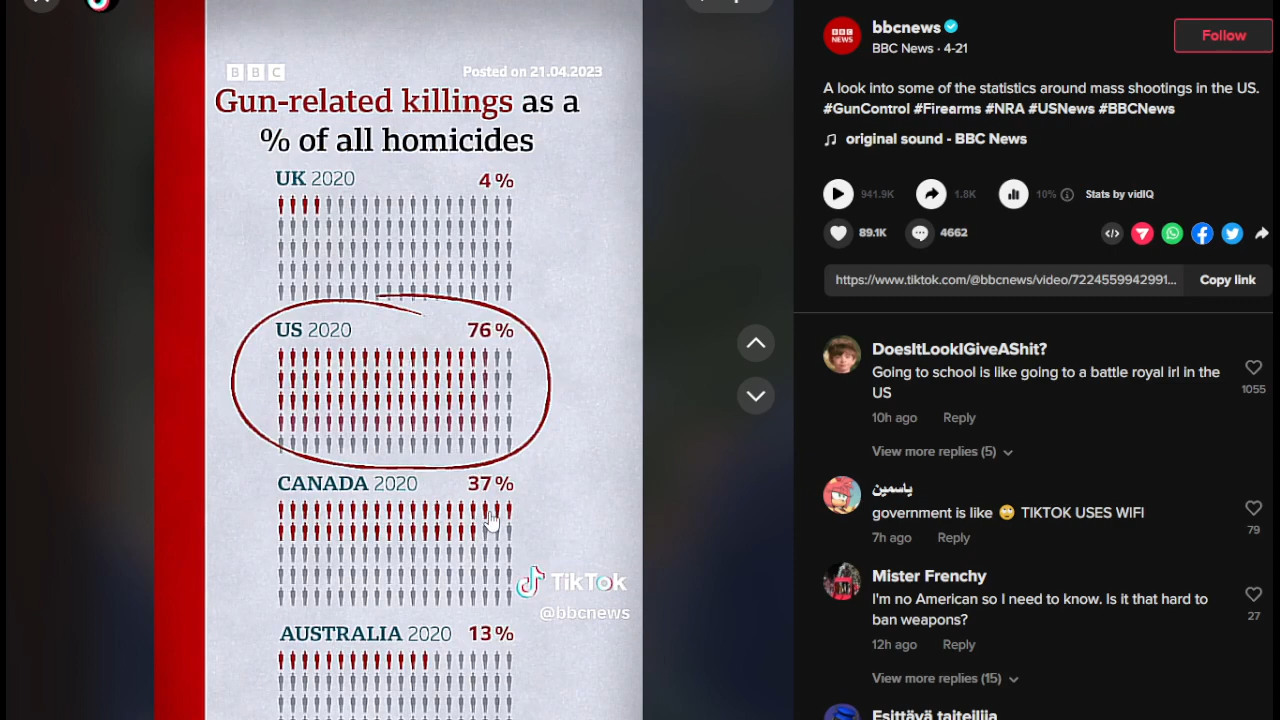 BBC
Posted on 21.04.2023
Gun-related killings as a
% of all homicides
UK 2020 4%
US 2020 76%
CANADA 2020 37%
TikTok
@bbcnews
AUSTRALIA 2020 13%
BBC
NEWS
bbcnews
BBC News · 4-21
Follow
A look into some of the statistics around mass shootings in the US.
#GunControl #Firearms #NRA #USNews #BBCNews
original sound - BBC News
941.9K 1.8K 10% Stats by vidIQ
89.1K 4662
https://www.tiktok.com/@bbcnews/video/7224559942991... Copy link
DoesItLookIGiveAShit?
Going to school is like going to a battle royal irl in the
US
1055
10h ago Reply
View more replies (5)
ياسمين
government is like 🙄 TIKTOK USES WIFI
79
7h ago Reply
Mister Frenchy
I'm no American so I need to know. Is it that hard to
ban weapons?
27
12h ago Reply
View more replies (15)
Esittävä taiteilija